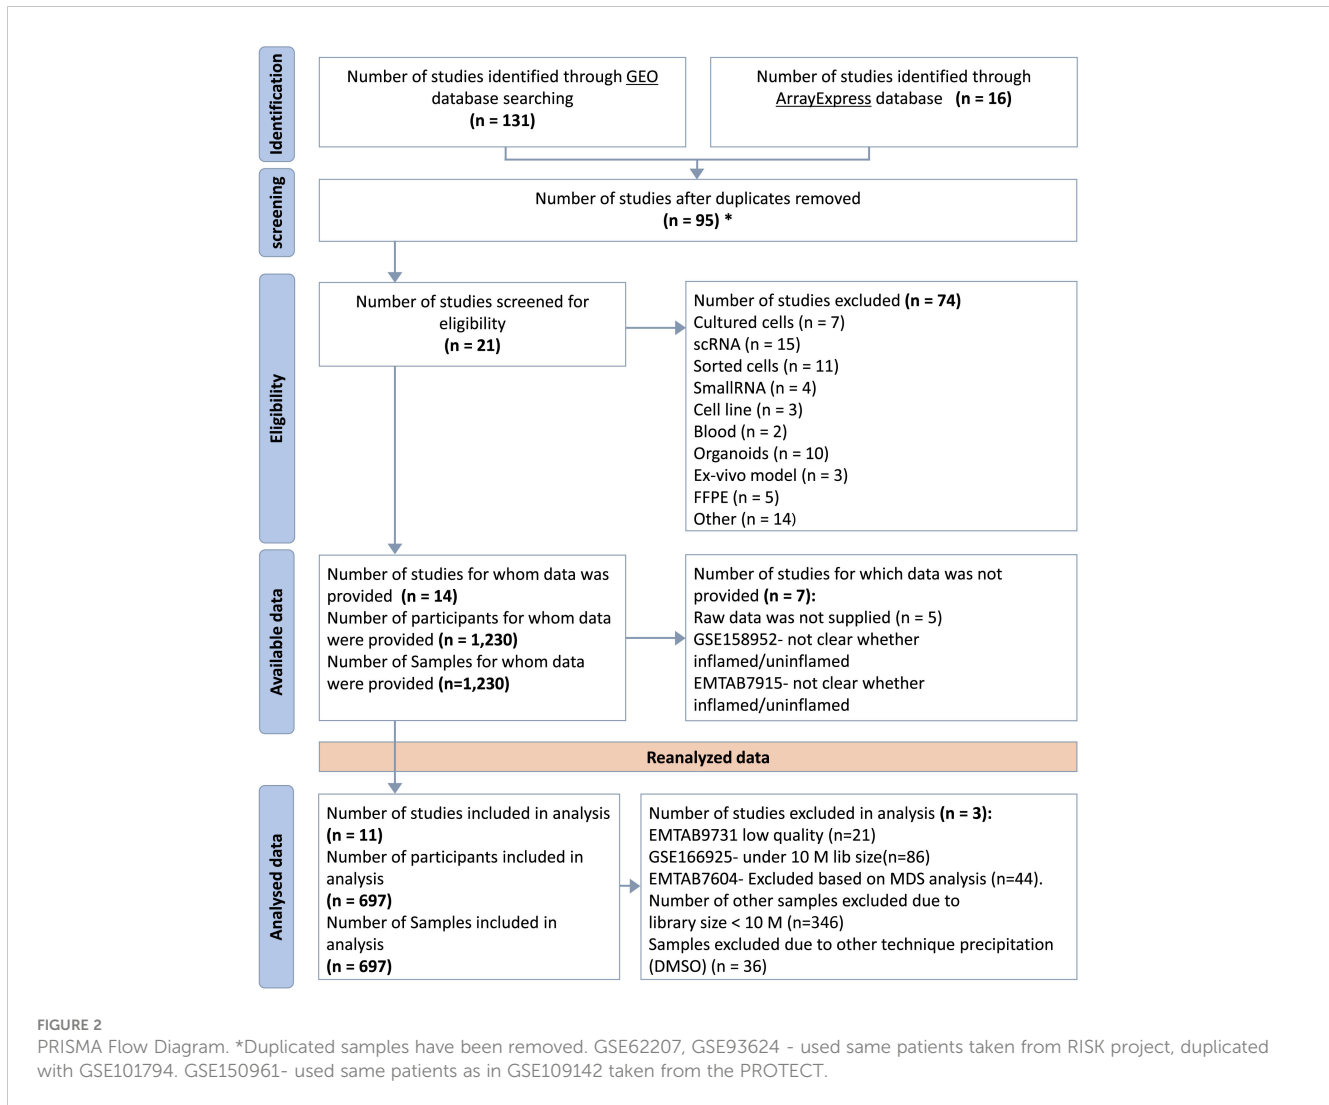 Identification
Number of studies identified through GEO
database searching
(n = 131)
Number of studies identified through
ArrayExpress database (n = 16)
screening
Number of studies after duplicates removed
(n = 95) *
Eligibility
Number of studies screened for
eligibility
(n = 21)
Number of studies excluded (n = 74)
Cultured cells (n = 7)
scRNA (n = 15)
Sorted cells (n = 11)
SmallRNA (n = 4)
Cell line (n = 3)
Blood (n = 2)
Organoids (n = 10)
Ex-vivo model (n = 3)
FFPE (n = 5)
Other (n = 14)
Available data
Number of studies for whom data was
provided (n = 14)
Number of participants for whom data
were provided (n = 1,230)
Number of Samples for whom data
were provided (n=1,230)
Number of studies for which data was not
provided (n = 7):
Raw data was not supplied (n = 5)
GSE158952- not clear whether
inflamed/uninflamed
EMTAB7915- not clear whether
inflamed/uninflamed
Reanalyzed data
Analysed data
Number of studies included in analysis
(n = 11)
Number of participants included in
analysis
(n = 697)
Number of Samples included in
analysis
(n = 697)
Number of studies excluded in analysis (n = 3):
EMTAB9731 low quality (n=21)
GSE166925- under 10 M lib size(n=86)
EMTAB7604- Excluded based on MDS analysis (n=44).
Number of other samples excluded due to
library size < 10 M (n=346)
Samples excluded due to other technique precipitation
(DMSO) (n = 36)
FIGURE 2
PRISMA Flow Diagram. *Duplicated samples have been removed. GSE62207, GSE93624 - used same patients taken from RISK project, duplicated
with GSE101794. GSE150961- used same patients as in GSE109142 taken from the PROTECT.